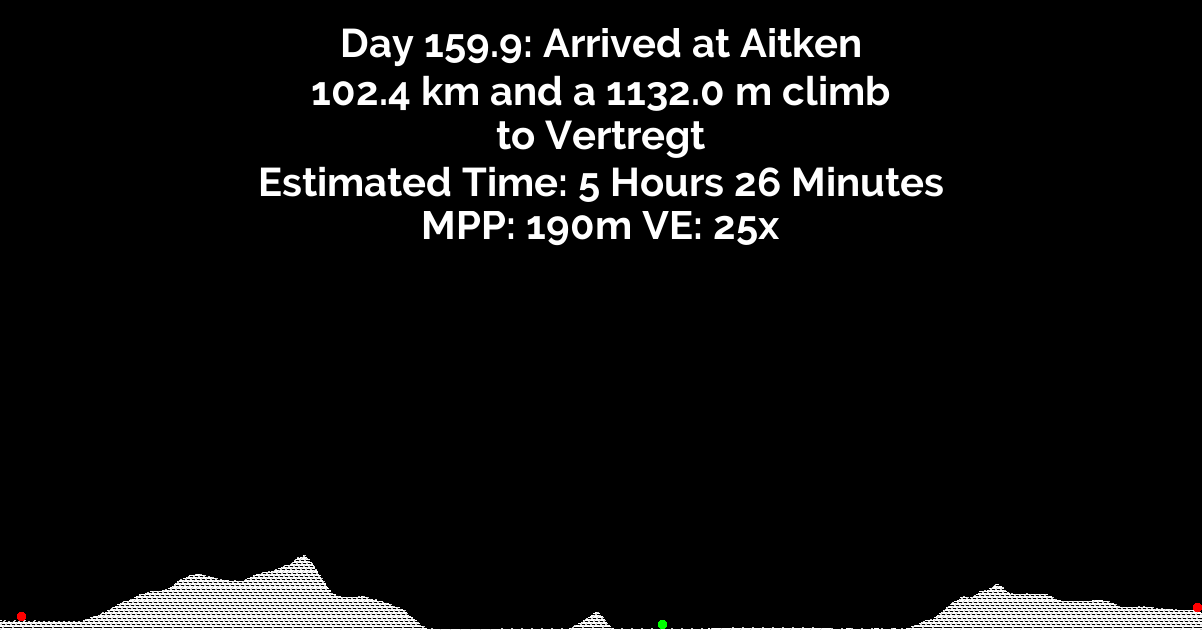 Day 159.9: Arrived at Aitken
102.4 km and a 1132.0 m climb
to Vertregt
Estimated Time: 5 Hours 26 Minutes
MPP: 190m VE: 25x